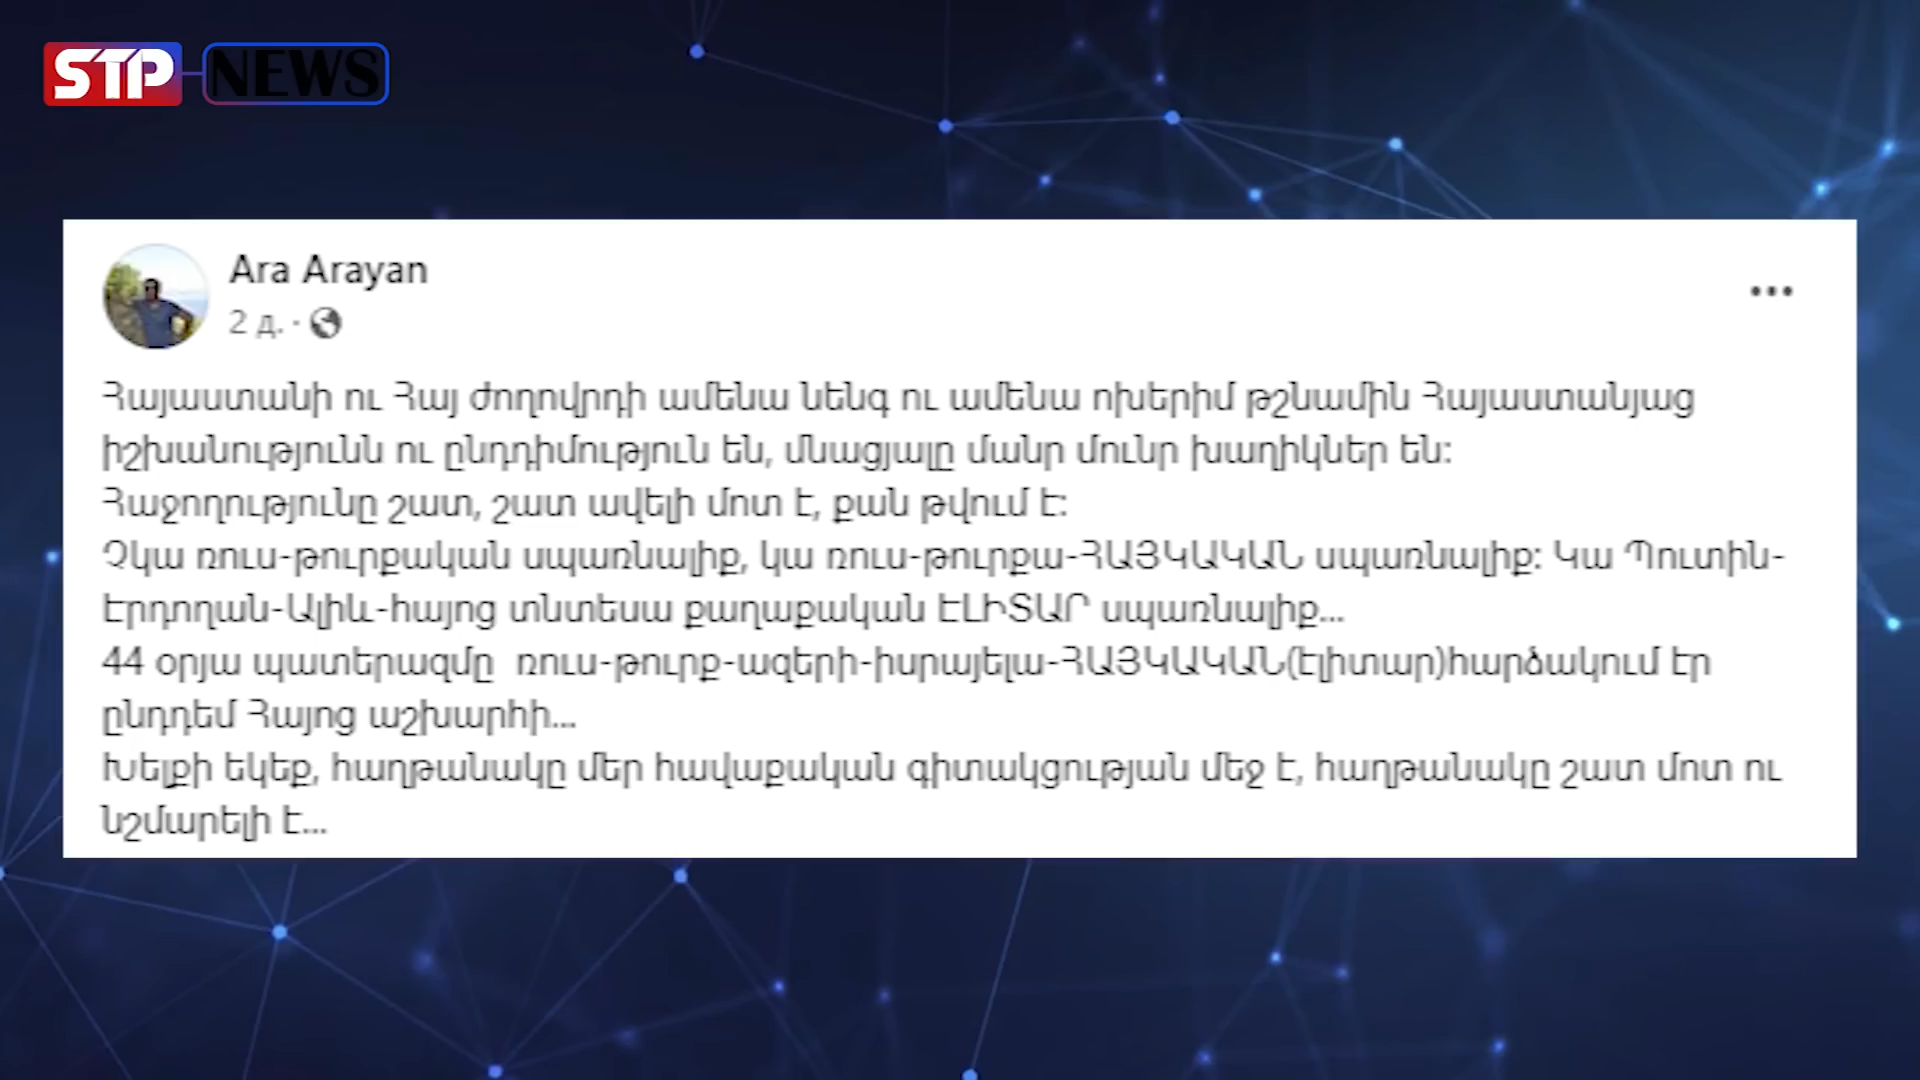 STP NEWS
Ara Arayan
2 д. ·
Հայաստանի ու Հայ ժողովրդի ամենա նենգ ու ամենա ոխերիմ թշնամին Հայաստանյաց
իշխանությունն ու ընդդիմություն են, մնացյալը մանր մունր խաղիկներ են:
Հաջողությունը շատ, շատ ավելի մոտ է, քան թվում է:
Չկա ռուս-թուրքական սպառնալիք, կա ռուս-թուրքա-ՀԱՅԿԱԿԱՆ սպառնալիք: Կա Պուտին-
Էրդողան-Ալիև-հայոց տնտեսա քաղաքական ԷԼԻՏԱՐ սպառնալիք...
44 օրյա պատերազմը  ռուս-թուրք-ազերի-իսրայելա-ՀԱՅԿԱԿԱՆ(էլիտար)հարձակում էր
ընդդեմ Հայոց աշխարհի...
Խելքի եկեք, հաղթանակը մեր հավաքական գիտակցության մեջ է, հաղթանակը շատ մոտ ու
նշմարելի է...